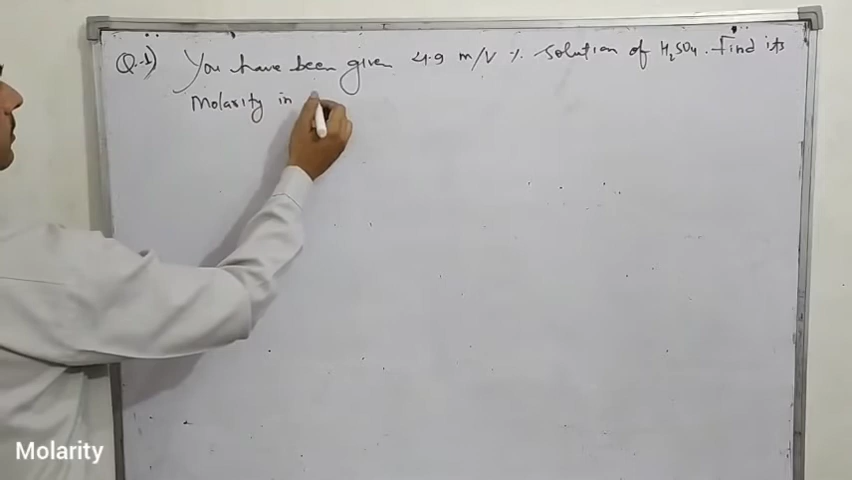 Q.-1) You have been given 4.9 m/V % solution of H₂SO₄. Find its
Molarity in
Molarity